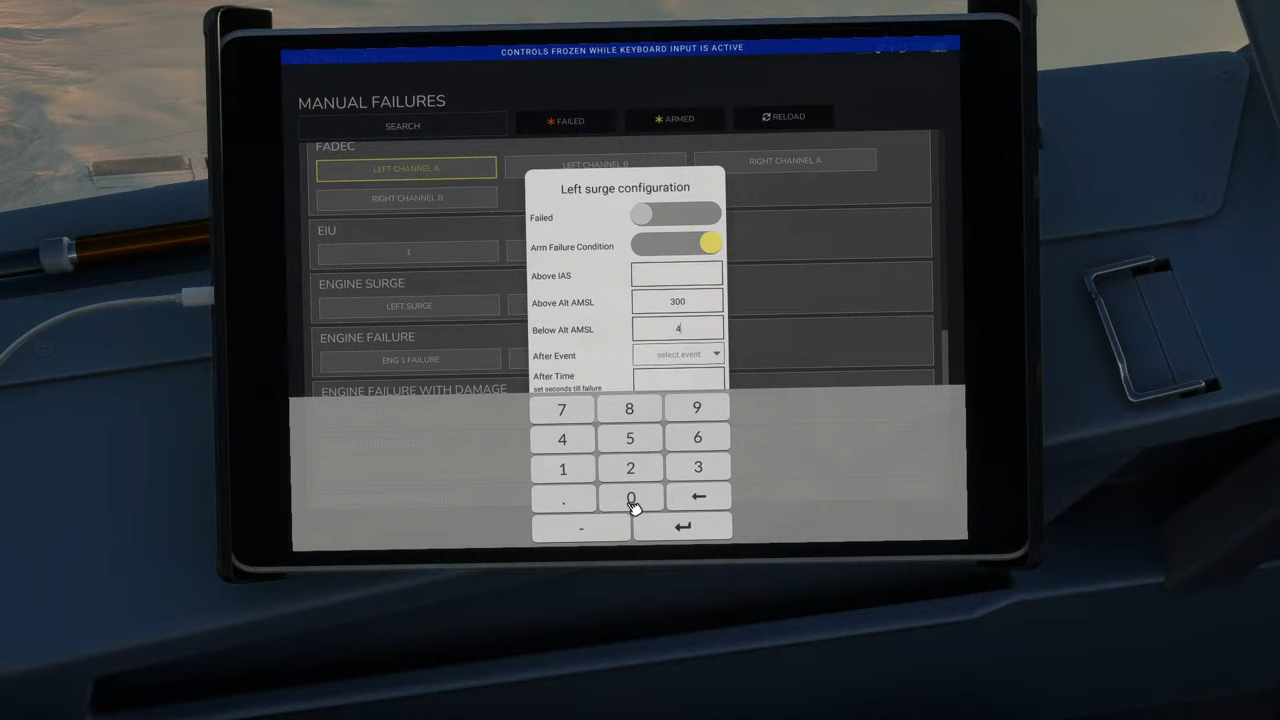 CONTROLS FROZEN WHILE KEYBOARD INPUT IS ACTIVE
MANUAL FAILURES
SEARCH
FAILED
ARMED
RELOAD
FADEC
LEFT CHANNEL A
LEFT CHANNEL B
RIGHT CHANNEL A
RIGHT CHANNEL B
EIU
1
ENGINE SURGE
LEFT SURGE
ENGINE FAILURE
ENG 1 FAILURE
ENGINE FAILURE WITH DAMAGE
Left surge configuration
Failed
Arm Failure Condition
Above IAS
Above Alt AMSL 300
Below Alt AMSL 4
After Event select event
After Time
set seconds till failure
7 8 9
4 5 6
1 2 3
. 0 ←
- ↵